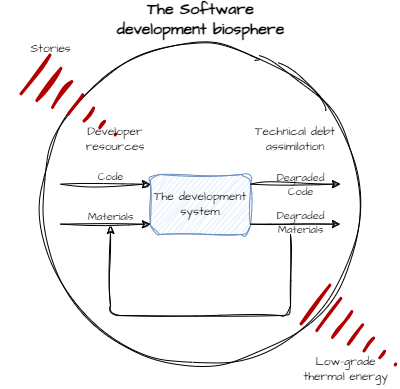 The Software
development biosphere
Stories
Developer
resources
Technical debt
assimilation
Code
Degraded
Code
The development
system
Materials
Degraded
Materials
Low-grade
thermal energy